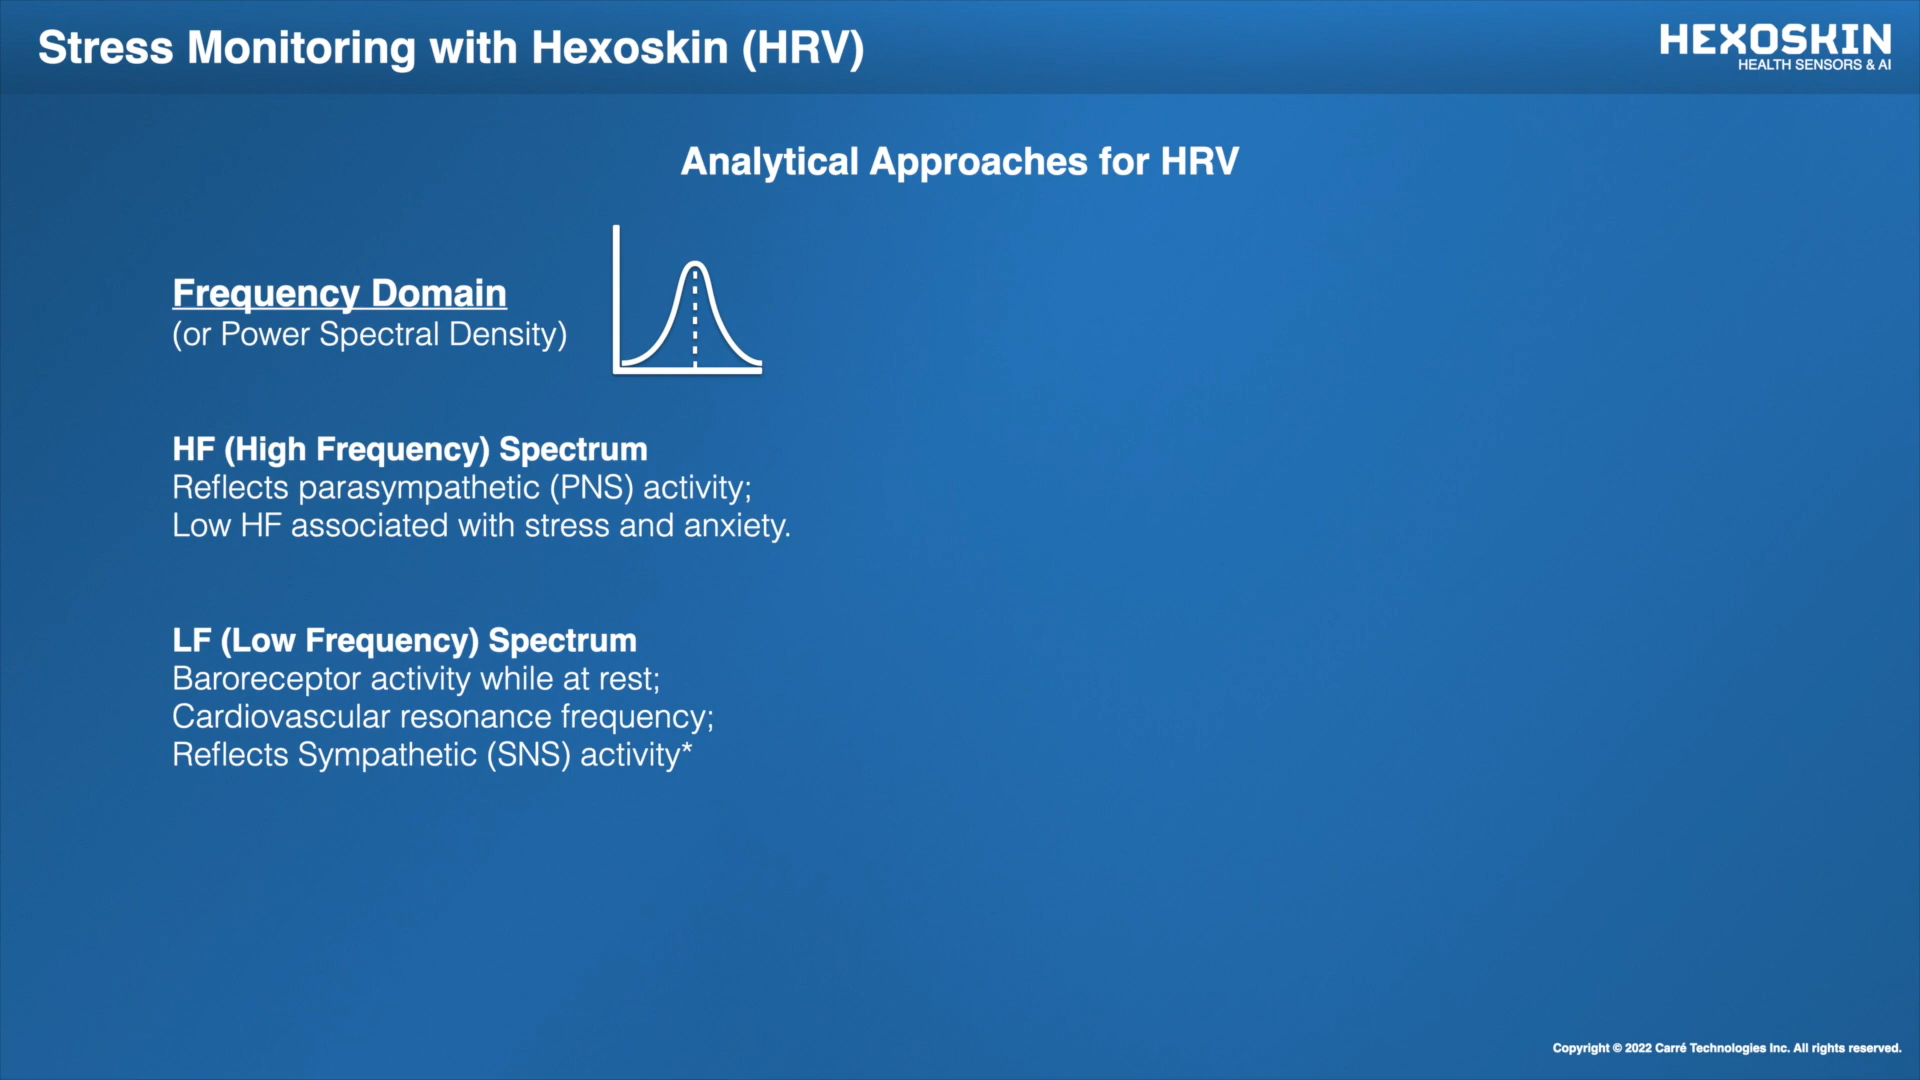 Stress Monitoring with Hexoskin (HRV)
HEXOSKIN
HEALTH SENSORS & AI
Analytical Approaches for HRV
Frequency Domain
(or Power Spectral Density)
HF (High Frequency) Spectrum
Reflects parasympathetic (PNS) activity;
Low HF associated with stress and anxiety.
LF (Low Frequency) Spectrum
Baroreceptor activity while at rest;
Cardiovascular resonance frequency;
Reflects Sympathetic (SNS) activity*
Copyright © 2022 Carré Technologies Inc. All rights reserved.